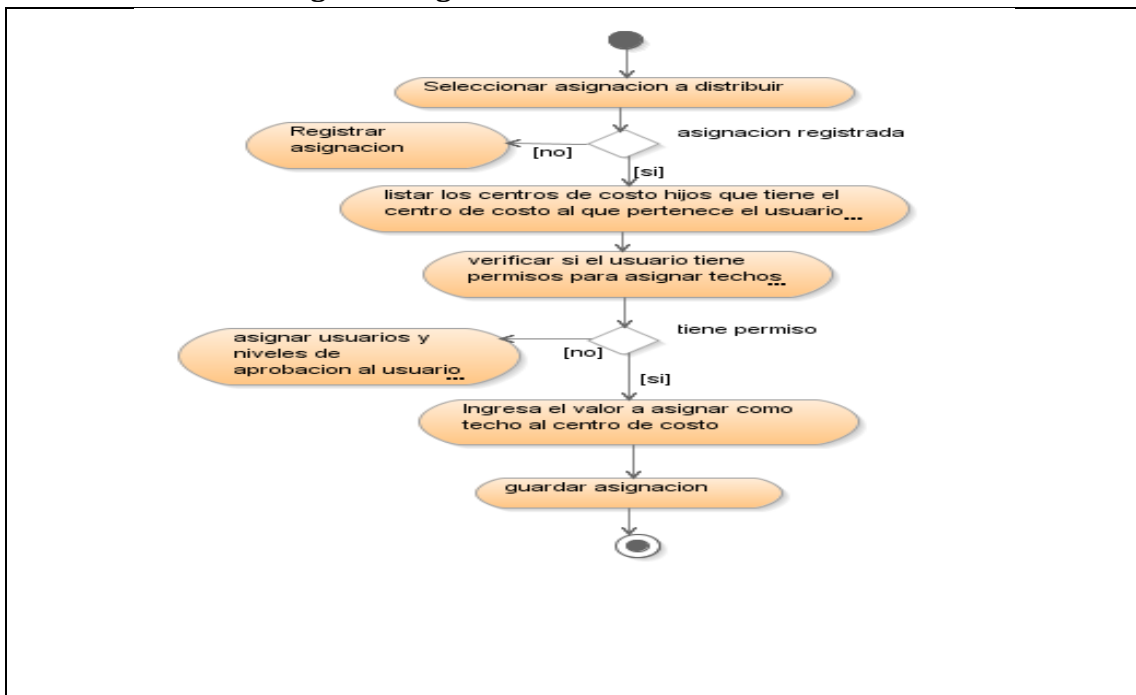 Seleccionar asignacion a distribuir
asignacion registrada
Registrar
asignacion
[no]
[si]
listar los centros de costo hijos que tiene el
centro de costo al que pertenece el usuario...
verificar si el usuario tiene
permisos para asignar techos...
tiene permiso
asignar usuarios y
niveles de
aprobacion al usuario...
[no]
[si]
Ingresa el valor a asignar como
techo al centro de costo
guardar asignacion